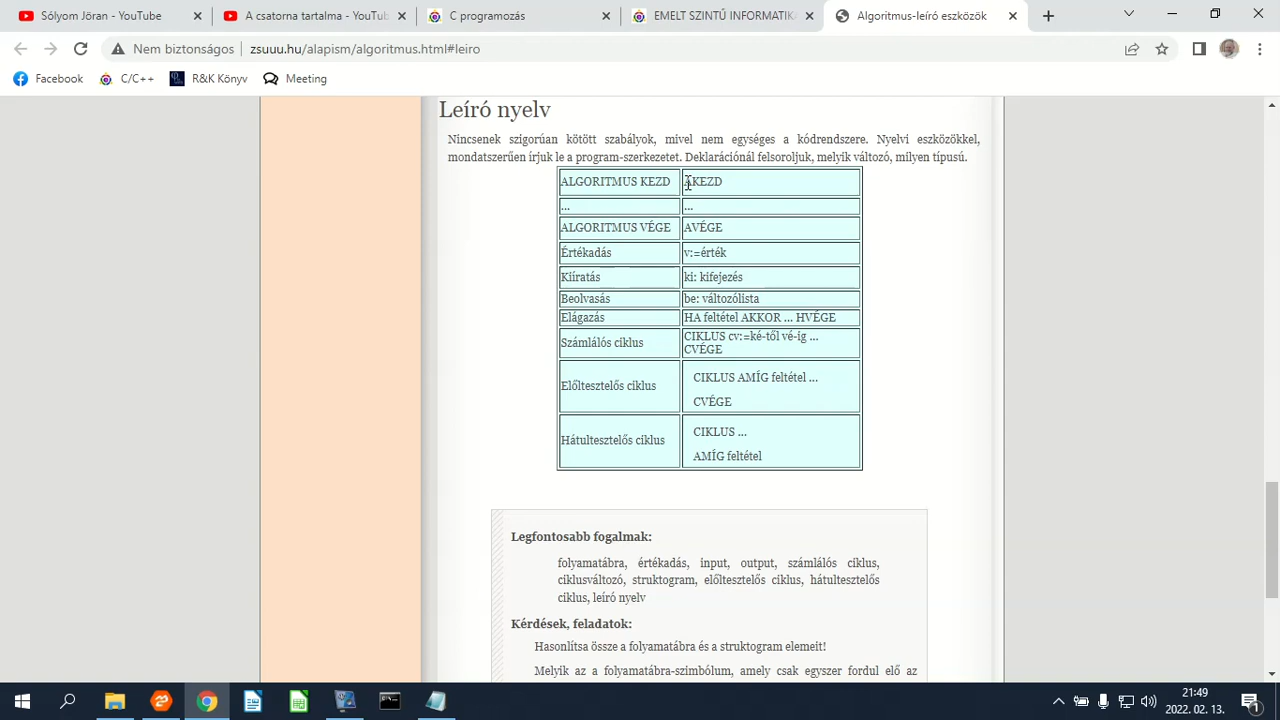 Sólyom Jöran - YouTube
A csatorna tartalma - YouTu
C programozás
EMELT SZINTŰ INFORMATIK
Algoritmus-leíró eszközök
Nem biztonságos
zsuuu.hu/alapism/algoritmus.html#leiro
Facebook
C/C++
R&K Könyv
Meeting
Leíró nyelv
Nincsenek szigorúan kötött szabályok, mivel nem egységes a kódrendszere. Nyelvi eszközökkel,
mondatszerűen írjuk le a program-szerkezetet. Deklarációnál felsoroljuk, melyik változó, milyen típusú.
ALGORITMUS KEZD AKEZD
... ...
ALGORITMUS VÉGE AVÉGE
Értékadás v:=érték
Kiíratás ki: kifejezés
Beolvasás be: változólista
Elágazás HA feltétel AKKOR ... HVÉGE
Számlálós ciklus CIKLUS cv:=ké-től vé-ig ...
CVÉGE
Előltesztelős ciklus CIKLUS AMÍG feltétel ...
CVÉGE
Hátultesztelős ciklus CIKLUS ...
AMÍG feltétel
Legfontosabb fogalmak:
folyamatábra, értékadás, input, output, számlálós ciklus,
ciklusváltozó, struktogram, előltesztelős ciklus, hátultesztelős
ciklus, leíró nyelv
Kérdések, feladatok:
Hasonlítsa össze a folyamatábra és a struktogram elemeit!
Melyik az a folyamatábra-szimbólum, amely csak egyszer fordul elő az
21:49
2022. 02. 13.
1